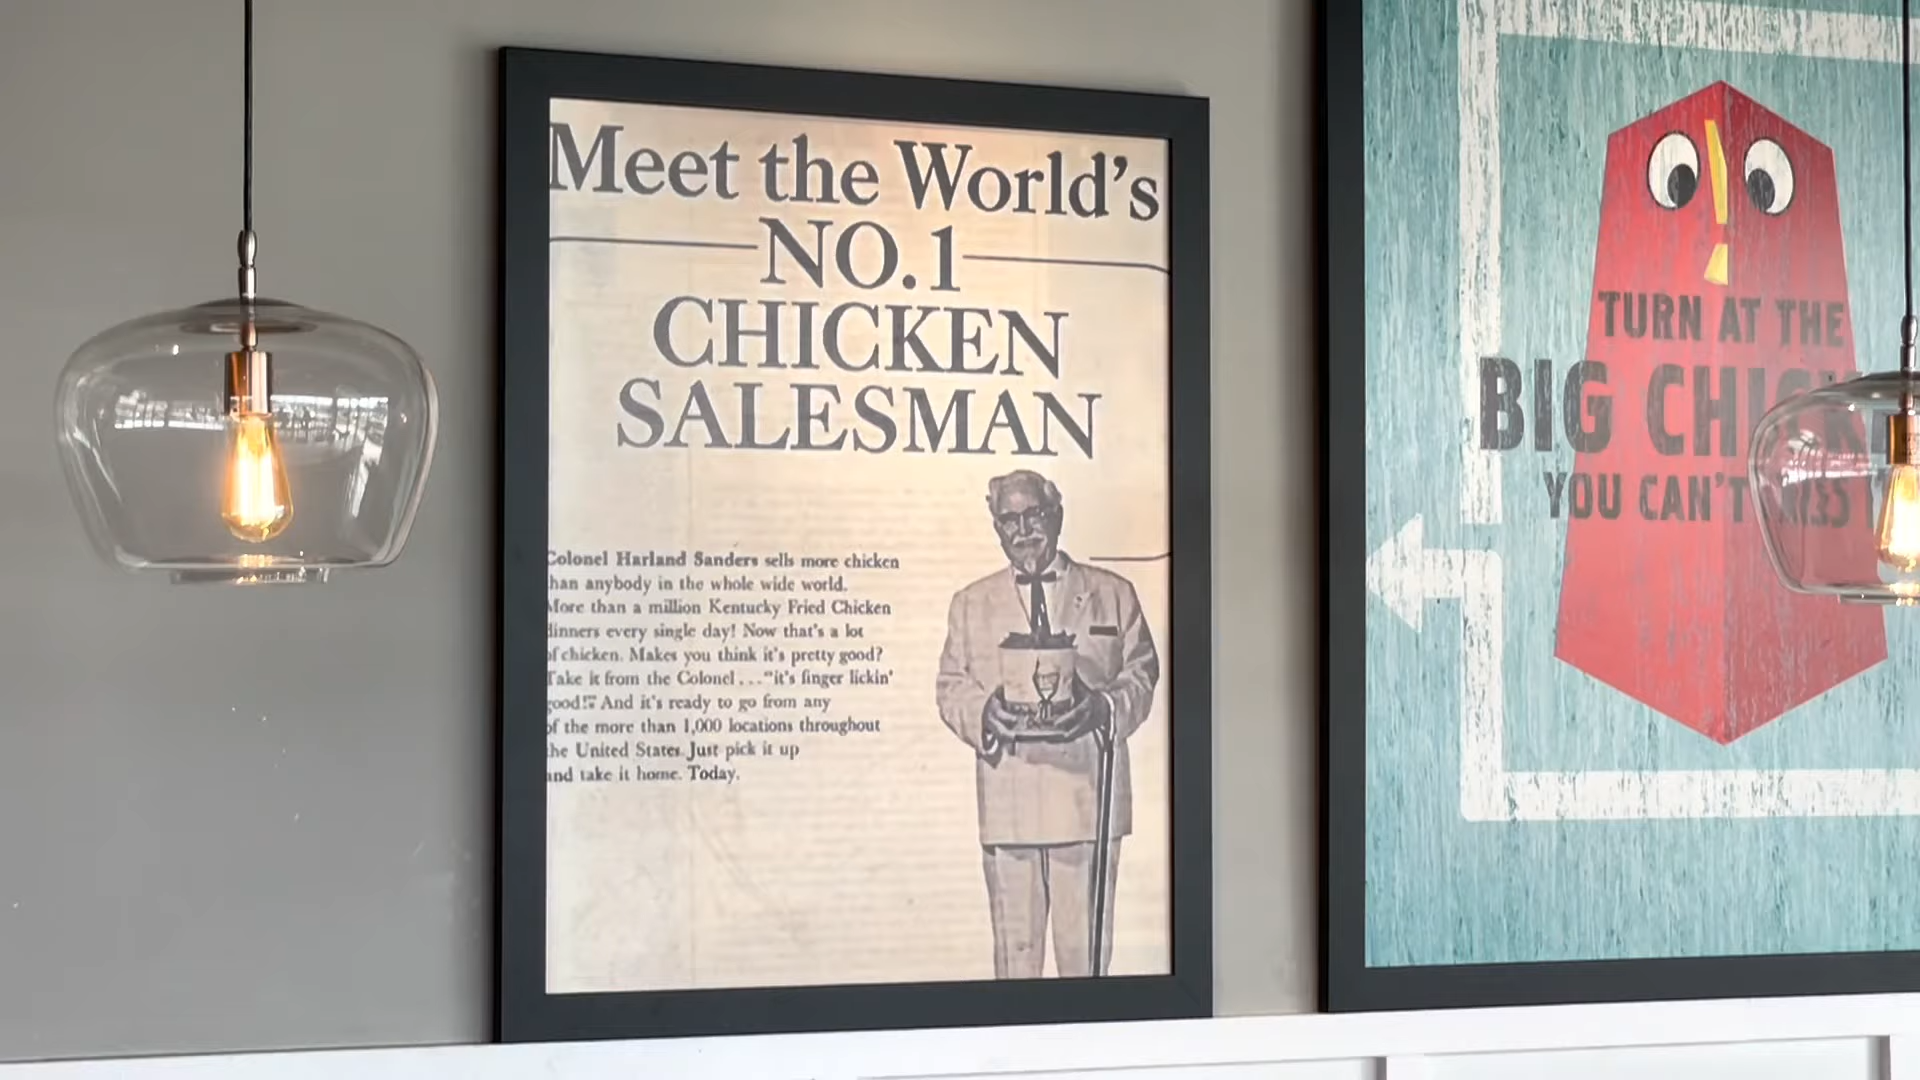 Meet the World's
NO.1
CHICKEN
SALESMAN
Colonel Harland Sanders sells more chicken
than anybody in the whole wide world.
More than a million Kentucky Fried Chicken
dinners every single day! Now that's a lot
of chicken. Makes you think it's pretty good?
Take it from the Colonel ... "it's finger lickin'
good!" And it's ready to go from any
of the more than 1,000 locations throughout
the United States. Just pick it up
and take it home. Today.
TURN AT THE
BIG CHICKE
YOU CAN'T MISS